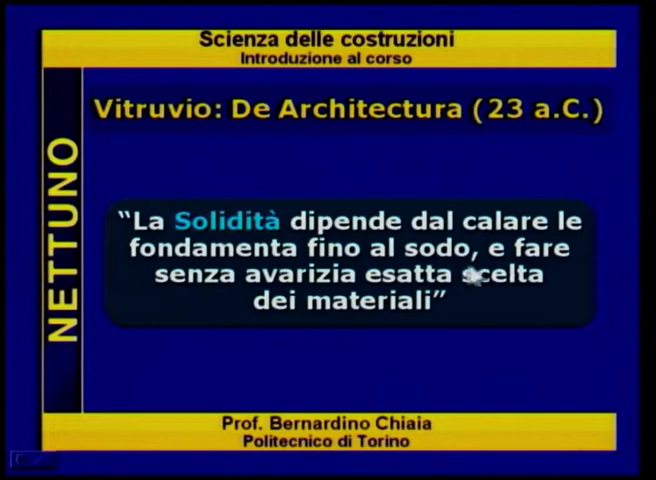 Scienza delle costruzioni
Introduzione al corso
Vitruvio: De Architectura (23 a.C.)
NETTUNO
“La Solidità dipende dal calare le
fondamenta fino al sodo, e fare
senza avarizia esatta scelta
dei materiali”
Prof. Bernardino Chiaia
Politecnico di Torino